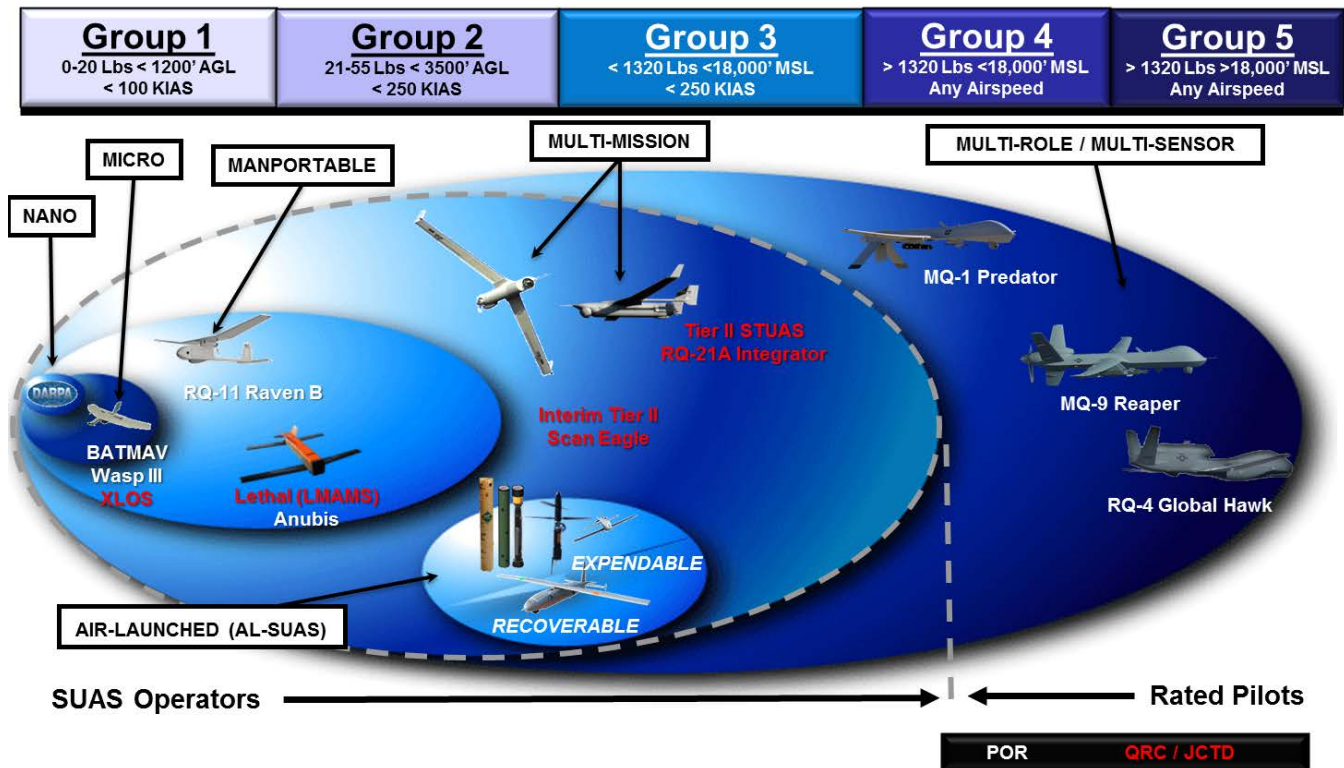 Group 1
0-20 Lbs < 1200' AGL
< 100 KIAS
Group 2
21-55 Lbs < 3500' AGL
< 250 KIAS
Group 3
< 1320 Lbs <18,000' MSL
< 250 KIAS
Group 4
> 1320 Lbs <18,000' MSL
Any Airspeed
Group 5
> 1320 Lbs >18,000' MSL
Any Airspeed
NANO
MICRO
MANPORTABLE
MULTI-MISSION
MULTI-ROLE / MULTI-SENSOR
MQ-1 Predator
Tier II STUAS
RQ-21A Integrator
MQ-9 Reaper
RQ-11 Raven B
DARPA
Interim Tier II
Scan Eagle
BATMAV
Wasp III
XLOS
Lethal (LMAMS)
Anubis
RQ-4 Global Hawk
EXPENDABLE
RECOVERABLE
AIR-LAUNCHED (AL-SUAS)
SUAS Operators
Rated Pilots
POR
QRC / JCTD